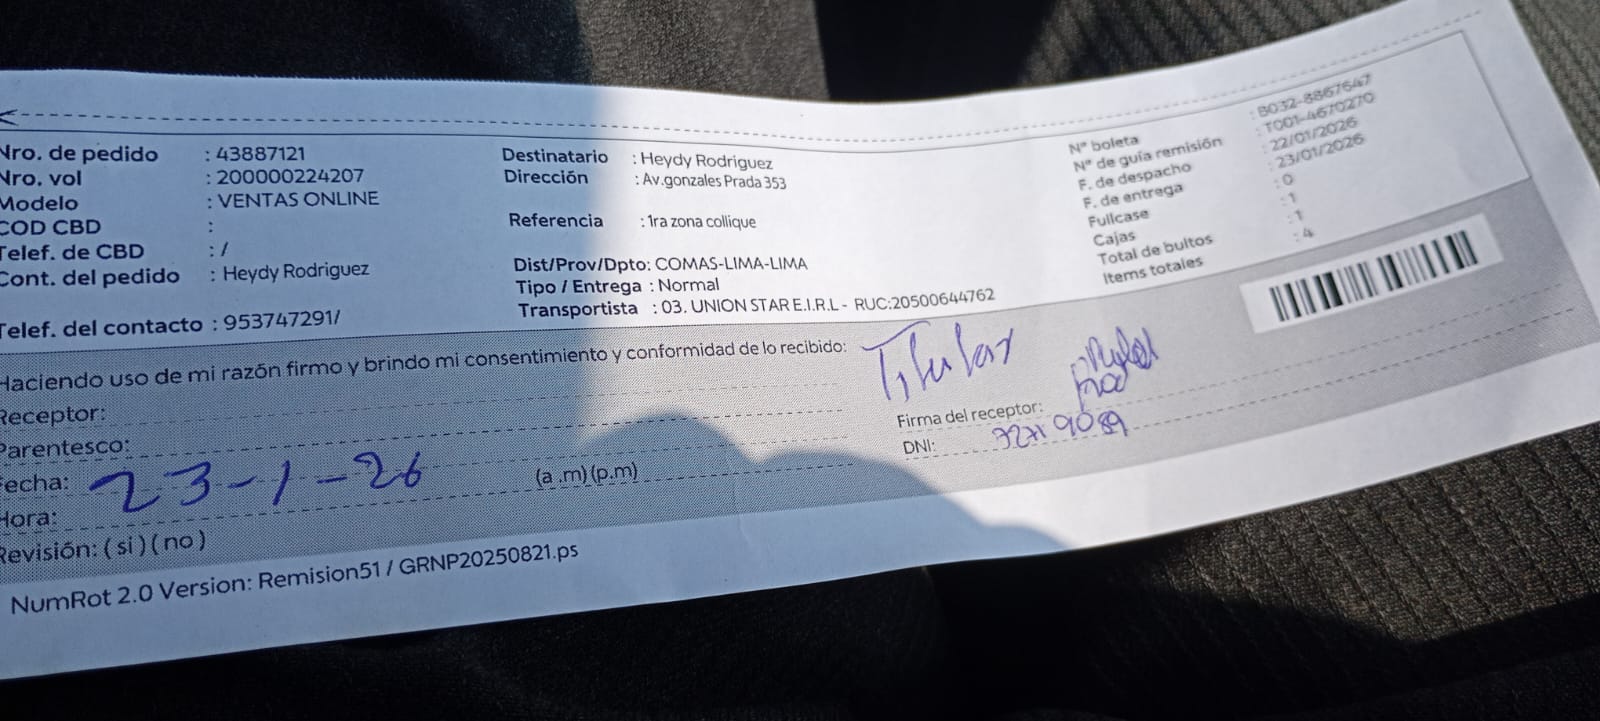 Nro. de pedido : 43887121
Nro. vol : 200000224207
Modelo : VENTAS ONLINE
COD CBD :
Telef. de CBD : /
Cont. del pedido : Heydy Rodriguez
Telef. del contacto : 953747291/
Destinatario : Heydy Rodriguez
Dirección : Av.gonzales Prada 353
Referencia : 1ra zona collique
Dist/Prov/Dpto: COMAS-LIMA-LIMA
Tipo / Entrega : Normal
Transportista : 03. UNION STAR E.I.R.L - RUC:20500644762
N° boleta : B032-8867647
N° de guía remisión : T001-4670270
F. de despacho : 22/01/2026
F. de entrega : 23/01/2026
Fullcase : 0
Cajas : 1
Total de bultos : 1
Items totales : 4
Haciendo uso de mi razón firmo y brindo mi consentimiento y conformidad de lo recibido:
Titular
Receptor:
Parentesco:
Fecha: 23-1-26
Hora: (a .m) (p.m)
Revisión: ( si ) ( no )
Firma del receptor:
DNI:
NumRot 2.0 Version: Remision51 / GRNP20250821.ps